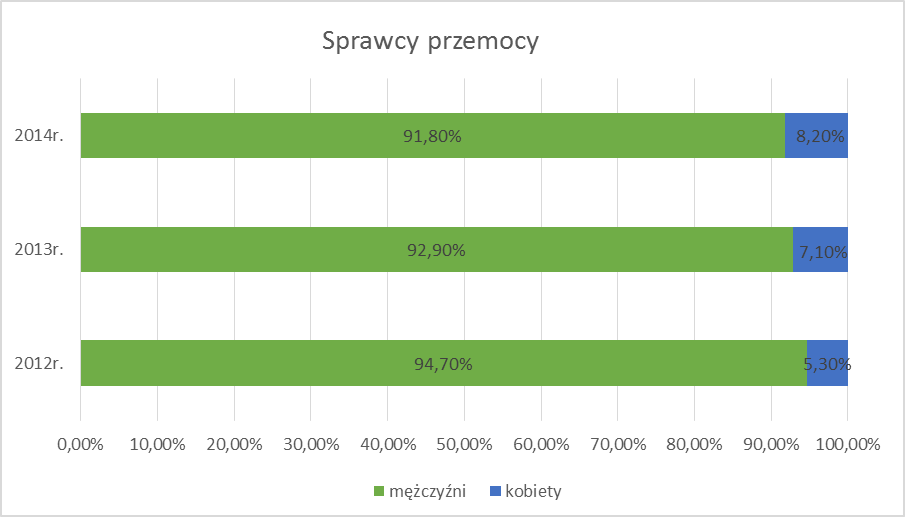 Sprawcy przemocy
2014r.
91,80%
8,20%
2013r.
92,90%
7,10%
2012r.
94,70%
5,30%
0,00% 10,00% 20,00% 30,00% 40,00% 50,00% 60,00% 70,00% 80,00% 90,00% 100,00%
mężczyźni kobiety